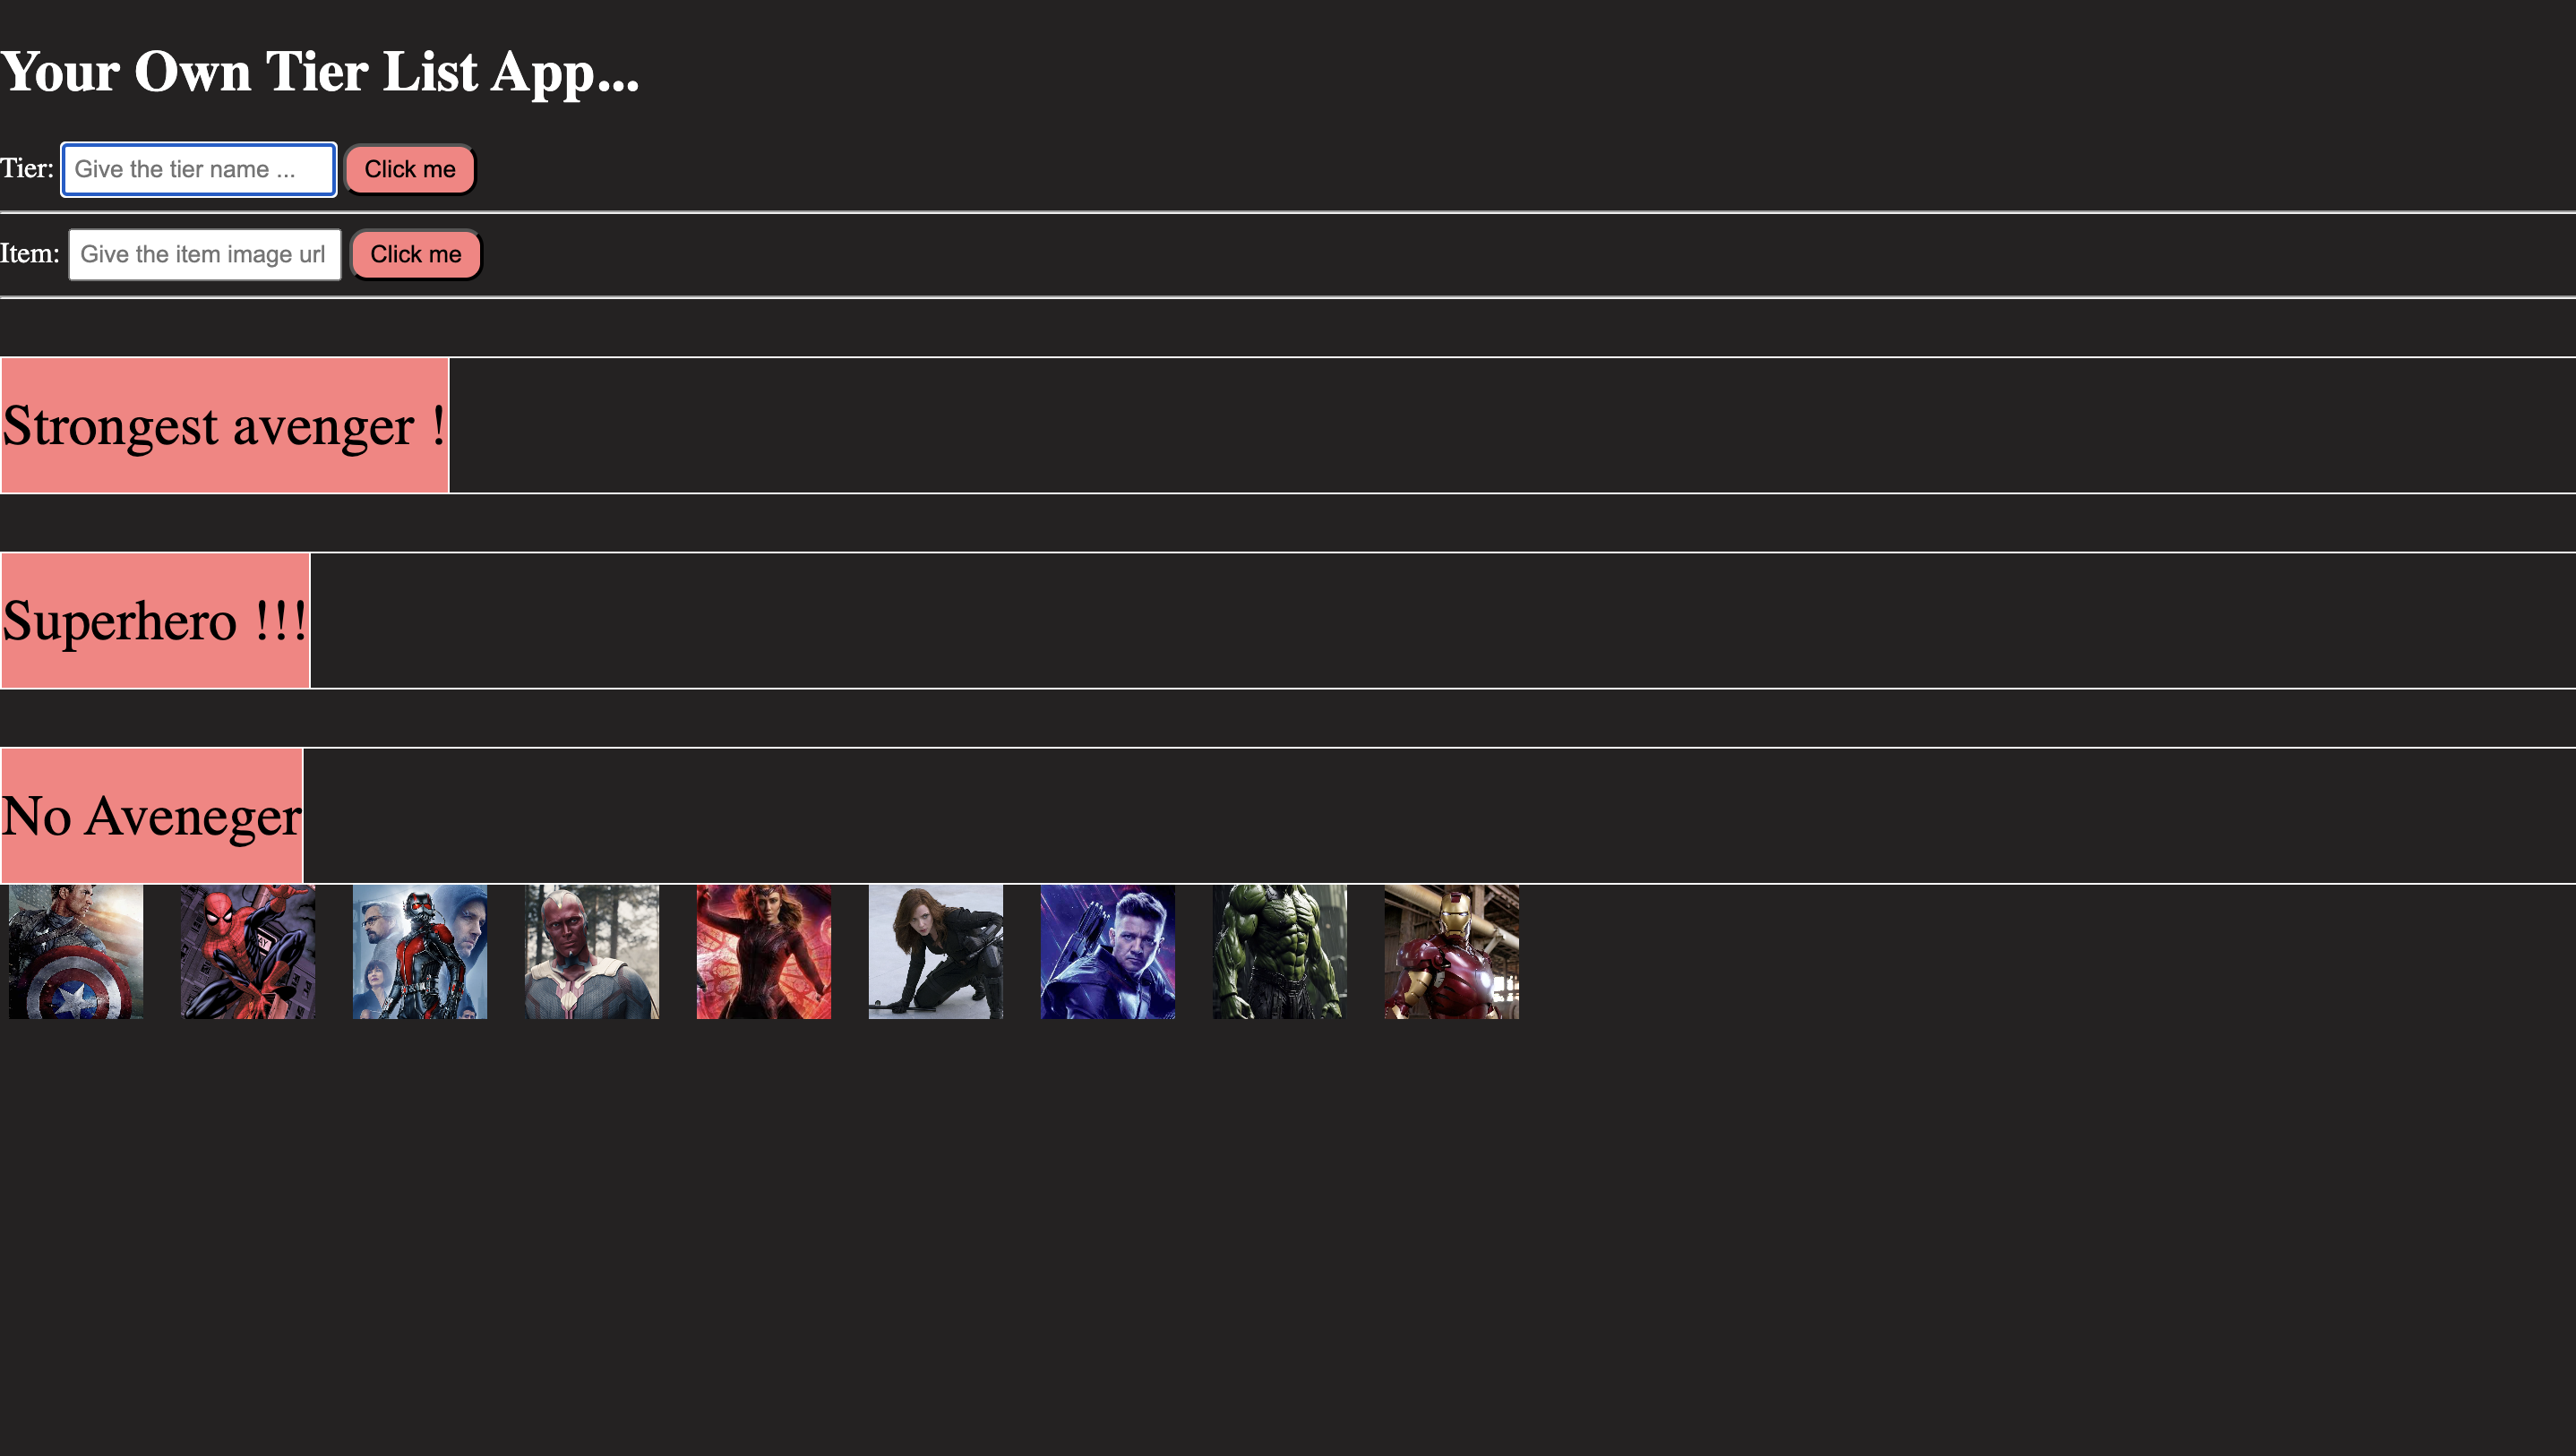 Your Own Tier List App...
Tier: Give the tier name ... Click me
Item: Give the item image url Click me
Strongest avenger !
Superhero !!!
No Aveneger